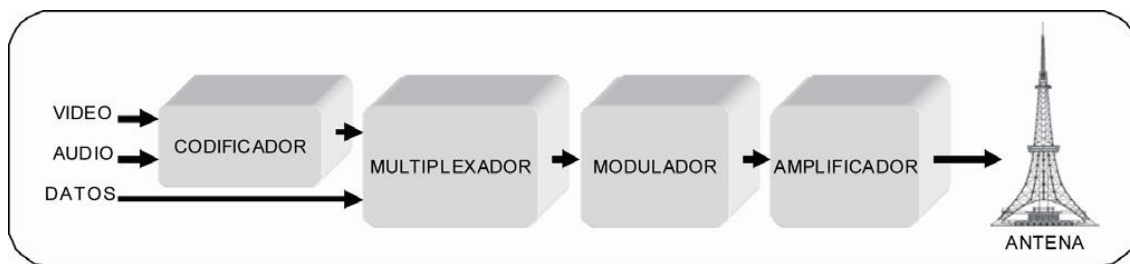 VIDEO
AUDIO
DATOS
CODIFICADOR
MULTIPLEXADOR
MODULADOR
AMPLIFICADOR
ANTENA